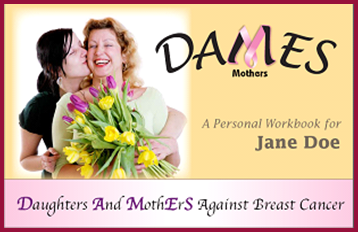 DAMES
Mothers
A Personal Workbook for
Jane Doe
Daughters And MothErS Against Breast Cancer